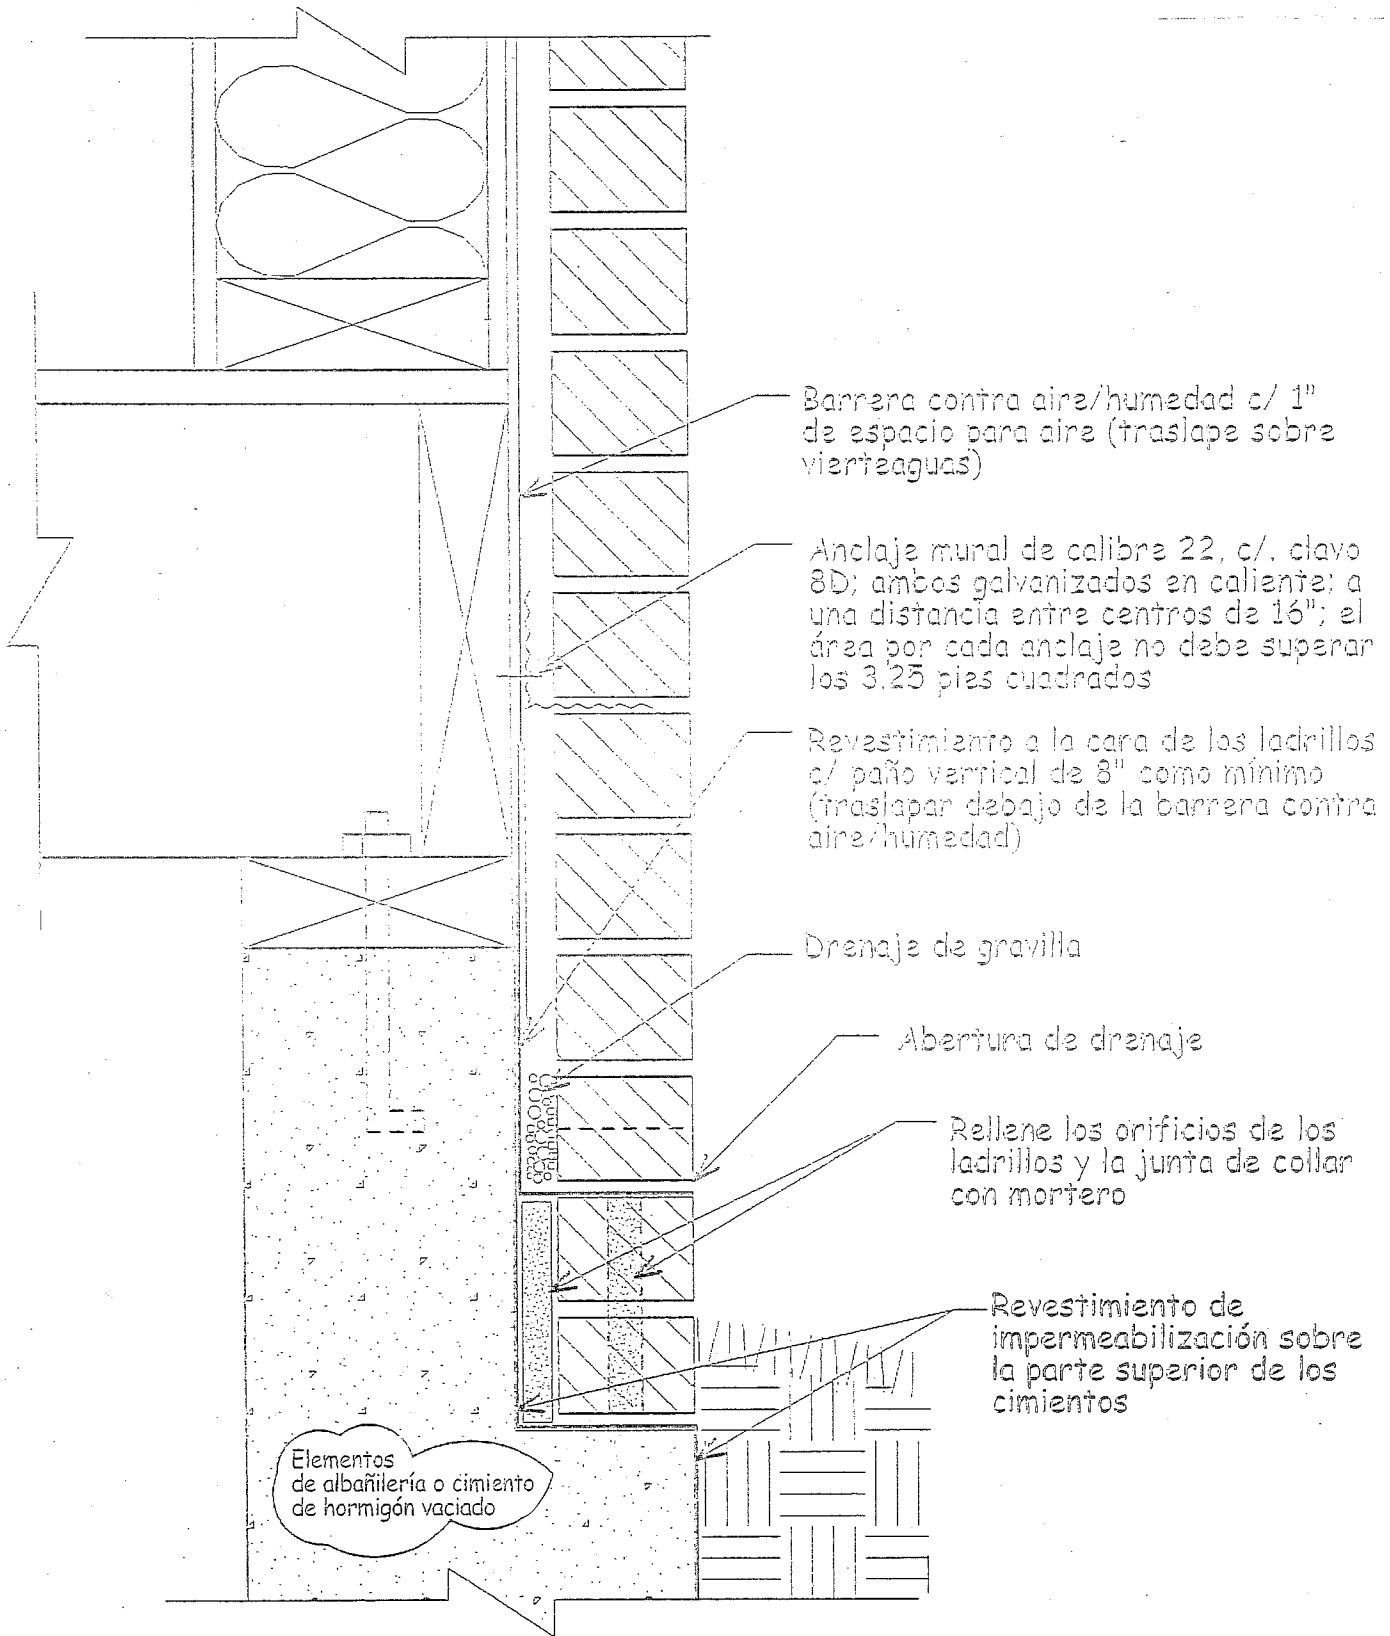 Barrera contra aire/humedad c/ 1"
de espacio para aire (traslape sobre
vierteaguas)
Anclaje mural de calibre 22, c/. clavo
8D; ambos galvanizados en caliente; a
una distancia entre centros de 16"; el
área por cada anclaje no debe superar
los 3.25 pies cuadrados
Revestimiento a la cara de los ladrillos
c/ paño vertical de 8" como mínimo
(traslapar debajo de la barrera contra
aire/humedad)
Drenaje de gravilla
Abertura de drenaje
Rellene los orificios de los
ladrillos y la junta de collar
con mortero
Revestimiento de
impermeabilización sobre
la parte superior de los
cimientos
Elementos
de albañilería o cimiento
de hormigón vaciado